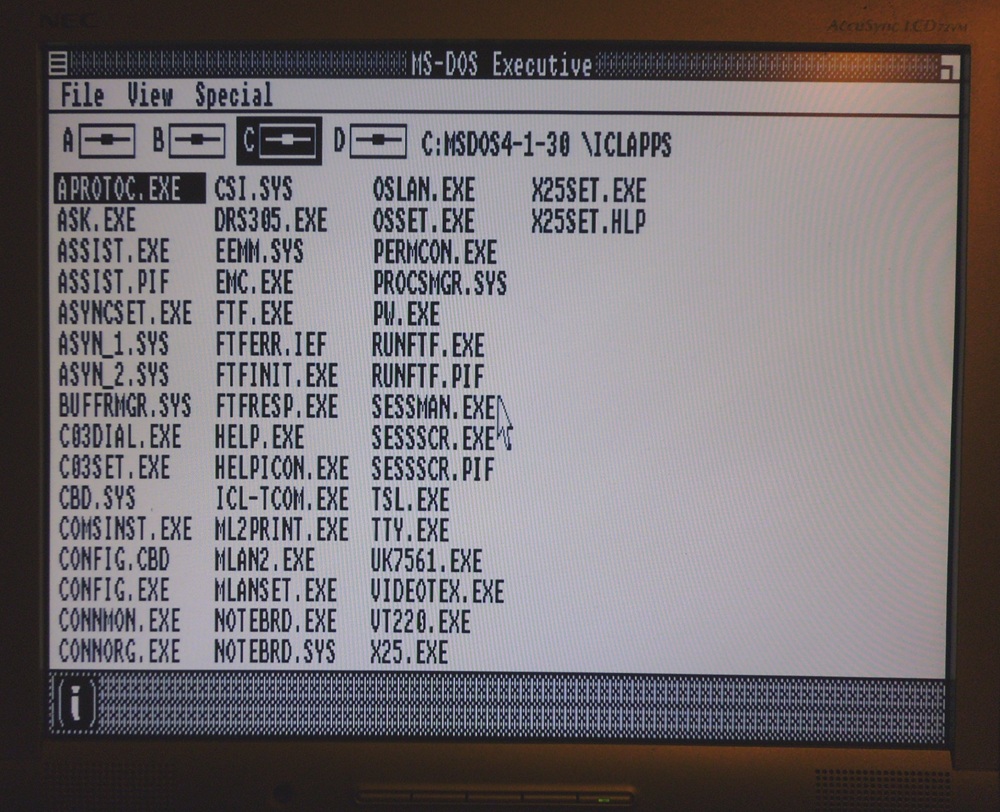 NEC
AccuSync LCD72VM
MS-DOS Executive
File View Special
A B C D C:MSDOS4-1-30 \ICLAPPS
APROTOC.EXE CSI.SYS OSLAN.EXE X25SET.EXE
ASK.EXE DRS305.EXE OSSET.EXE X25SET.HLP
ASSIST.EXE EEMM.SYS PERMCON.EXE
ASSIST.PIF EMC.EXE PROCSMGR.SYS
ASYNCSET.EXE FTF.EXE PW.EXE
ASYN_1.SYS FTFERR.IEF RUNFTF.EXE
ASYN_2.SYS FTFINIT.EXE RUNFTF.PIF
BUFFRMGR.SYS FTFRESP.EXE SESSMAN.EXE
C03DIAL.EXE HELP.EXE SESSSCR.EXE
C03SET.EXE HELPICON.EXE SESSSCR.PIF
CBD.SYS ICL-TCOM.EXE TSL.EXE
COMSINST.EXE ML2PRINT.EXE TTY.EXE
CONFIG.CBD MLAN2.EXE UK7561.EXE
CONFIG.EXE MLANSET.EXE VIDEOTEX.EXE
CONNMON.EXE NOTEBRD.EXE VT220.EXE
CONNORG.EXE NOTEBRD.SYS X25.EXE
i